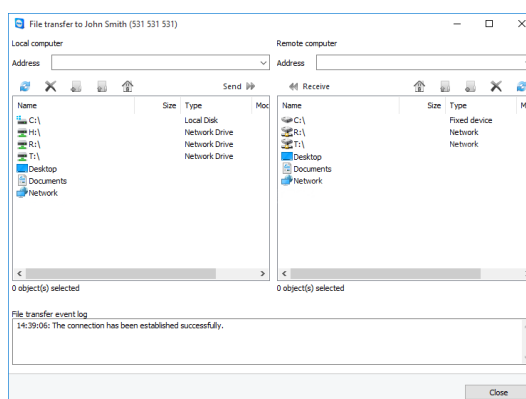 File transfer to John Smith (531 531 531)
Local computer
Address
Send
Name Size Type
C:\ Local Disk
H:\ Network Drive
R:\ Network Drive
T:\ Network Drive
Desktop
Documents
Network
0 object(s) selected
Remote computer
Address
Receive
Name Size Type
C:\ Fixed device
R:\ Network
T:\ Network
Desktop
Documents
Network
0 object(s) selected
File transfer event log
14:39:06: The connection has been established successfully.
Close